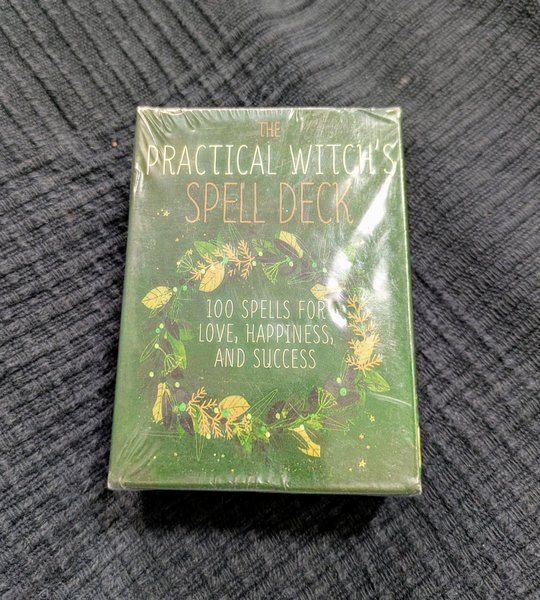 THE
PRACTICAL WITCH'S
SPELL DECK
100 SPELLS FOR
LOVE, HAPPINESS,
AND SUCCESS